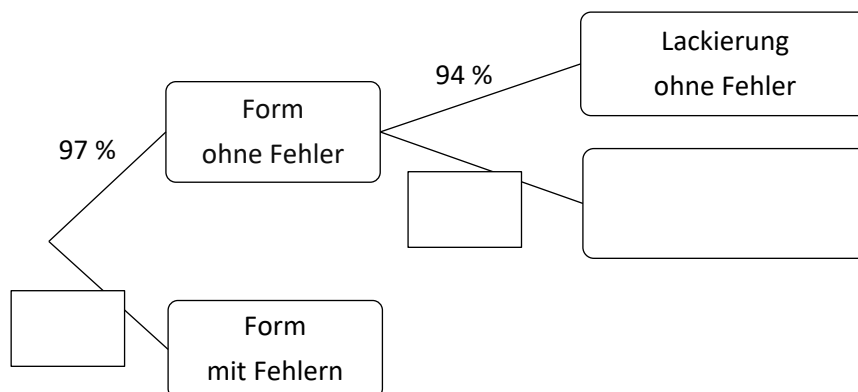 Lackierung
ohne Fehler
94 %
Form
ohne Fehler
97 %
Form
mit Fehlern